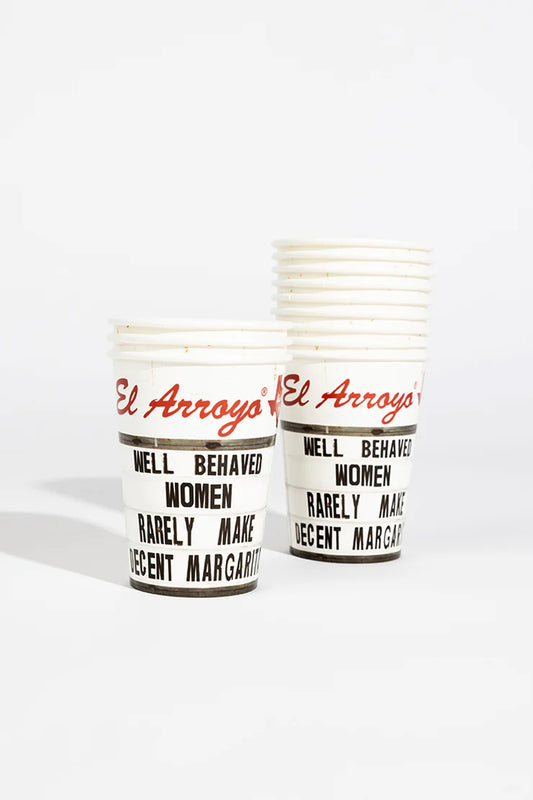 El Arroyo®
WELL BEHAVED
WOMEN
RARELY MAKE
DECENT MARGARIT
El Arroyo®
WELL BEHAVED
WOMEN
RARELY MAKE
DECENT MARGAR